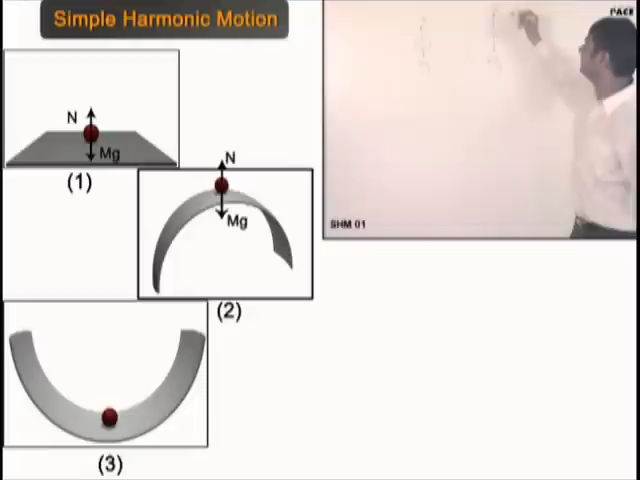 Simple Harmonic Motion
PACE
N
Mg
(1)
N
Mg
(2)
SHM 01
(3)